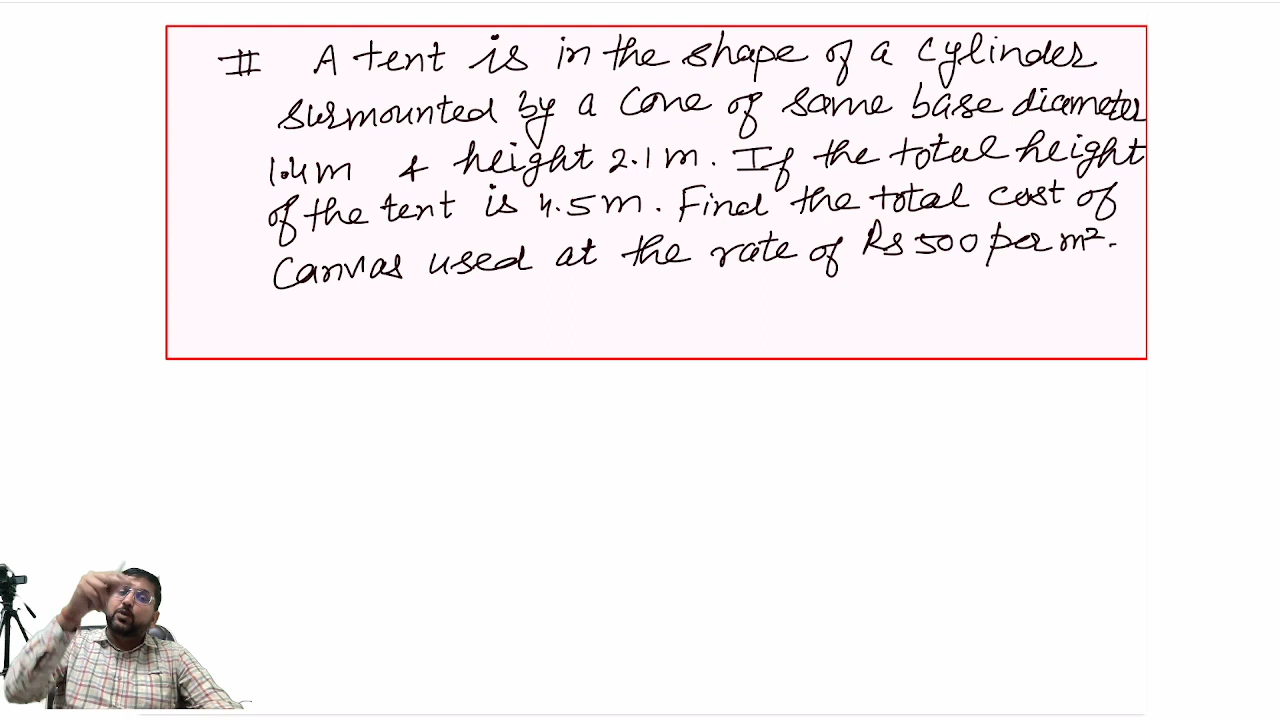 # A tent is in the shape of a cylinder
surmounted by a cone of same base diameter
1.4m & height 2.1m. If the total height
of the tent is 4.5m. Find the total cost of
Canvas used at the rate of Rs 500 per m².